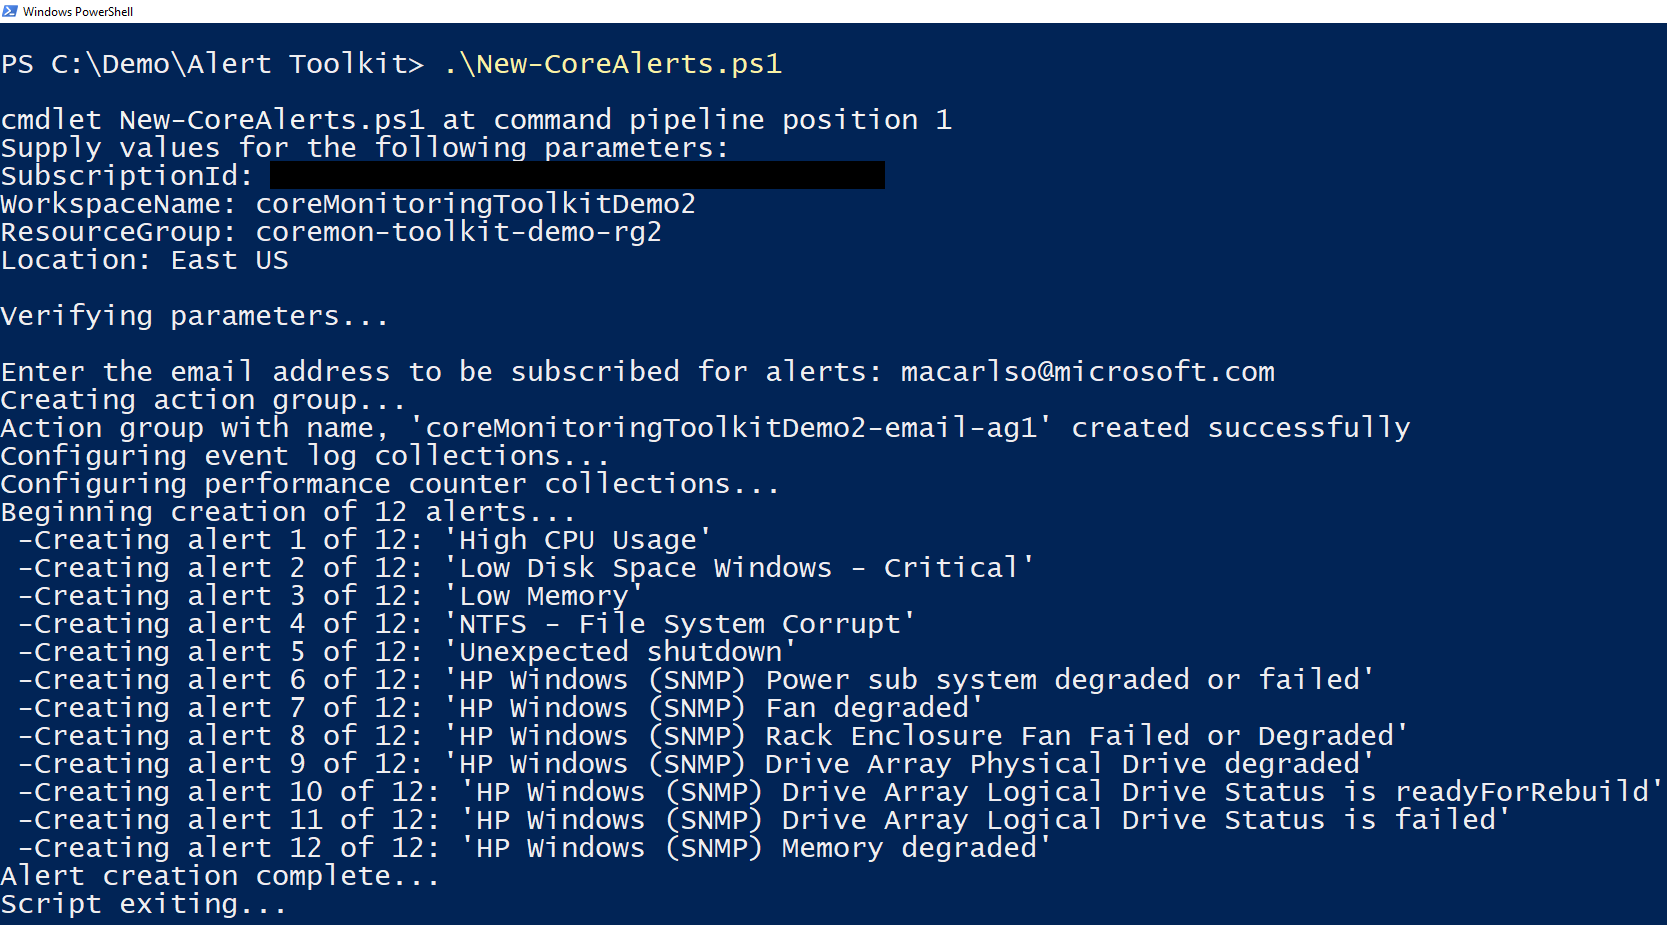 Windows PowerShell
PS C:\Demo\Alert Toolkit> .\New-CoreAlerts.ps1
cmdlet New-CoreAlerts.ps1 at command pipeline position 1
Supply values for the following parameters:
SubscriptionId:
WorkspaceName: coreMonitoringToolkitDemo2
ResourceGroup: coremon-toolkit-demo-rg2
Location: East US
Verifying parameters...
Enter the email address to be subscribed for alerts: macarlso@microsoft.com
Creating action group...
Action group with name, 'coreMonitoringToolkitDemo2-email-ag1' created successfully
Configuring event log collections...
Configuring performance counter collections...
Beginning creation of 12 alerts...
-Creating alert 1 of 12: 'High CPU Usage'
-Creating alert 2 of 12: 'Low Disk Space Windows - Critical'
-Creating alert 3 of 12: 'Low Memory'
-Creating alert 4 of 12: 'NTFS - File System Corrupt'
-Creating alert 5 of 12: 'Unexpected shutdown'
-Creating alert 6 of 12: 'HP Windows (SNMP) Power sub system degraded or failed'
-Creating alert 7 of 12: 'HP Windows (SNMP) Fan degraded'
-Creating alert 8 of 12: 'HP Windows (SNMP) Rack Enclosure Fan Failed or Degraded'
-Creating alert 9 of 12: 'HP Windows (SNMP) Drive Array Physical Drive degraded'
-Creating alert 10 of 12: 'HP Windows (SNMP) Drive Array Logical Drive Status is readyForRebuild'
-Creating alert 11 of 12: 'HP Windows (SNMP) Drive Array Logical Drive Status is failed'
-Creating alert 12 of 12: 'HP Windows (SNMP) Memory degraded'
Alert creation complete...
Script exiting...